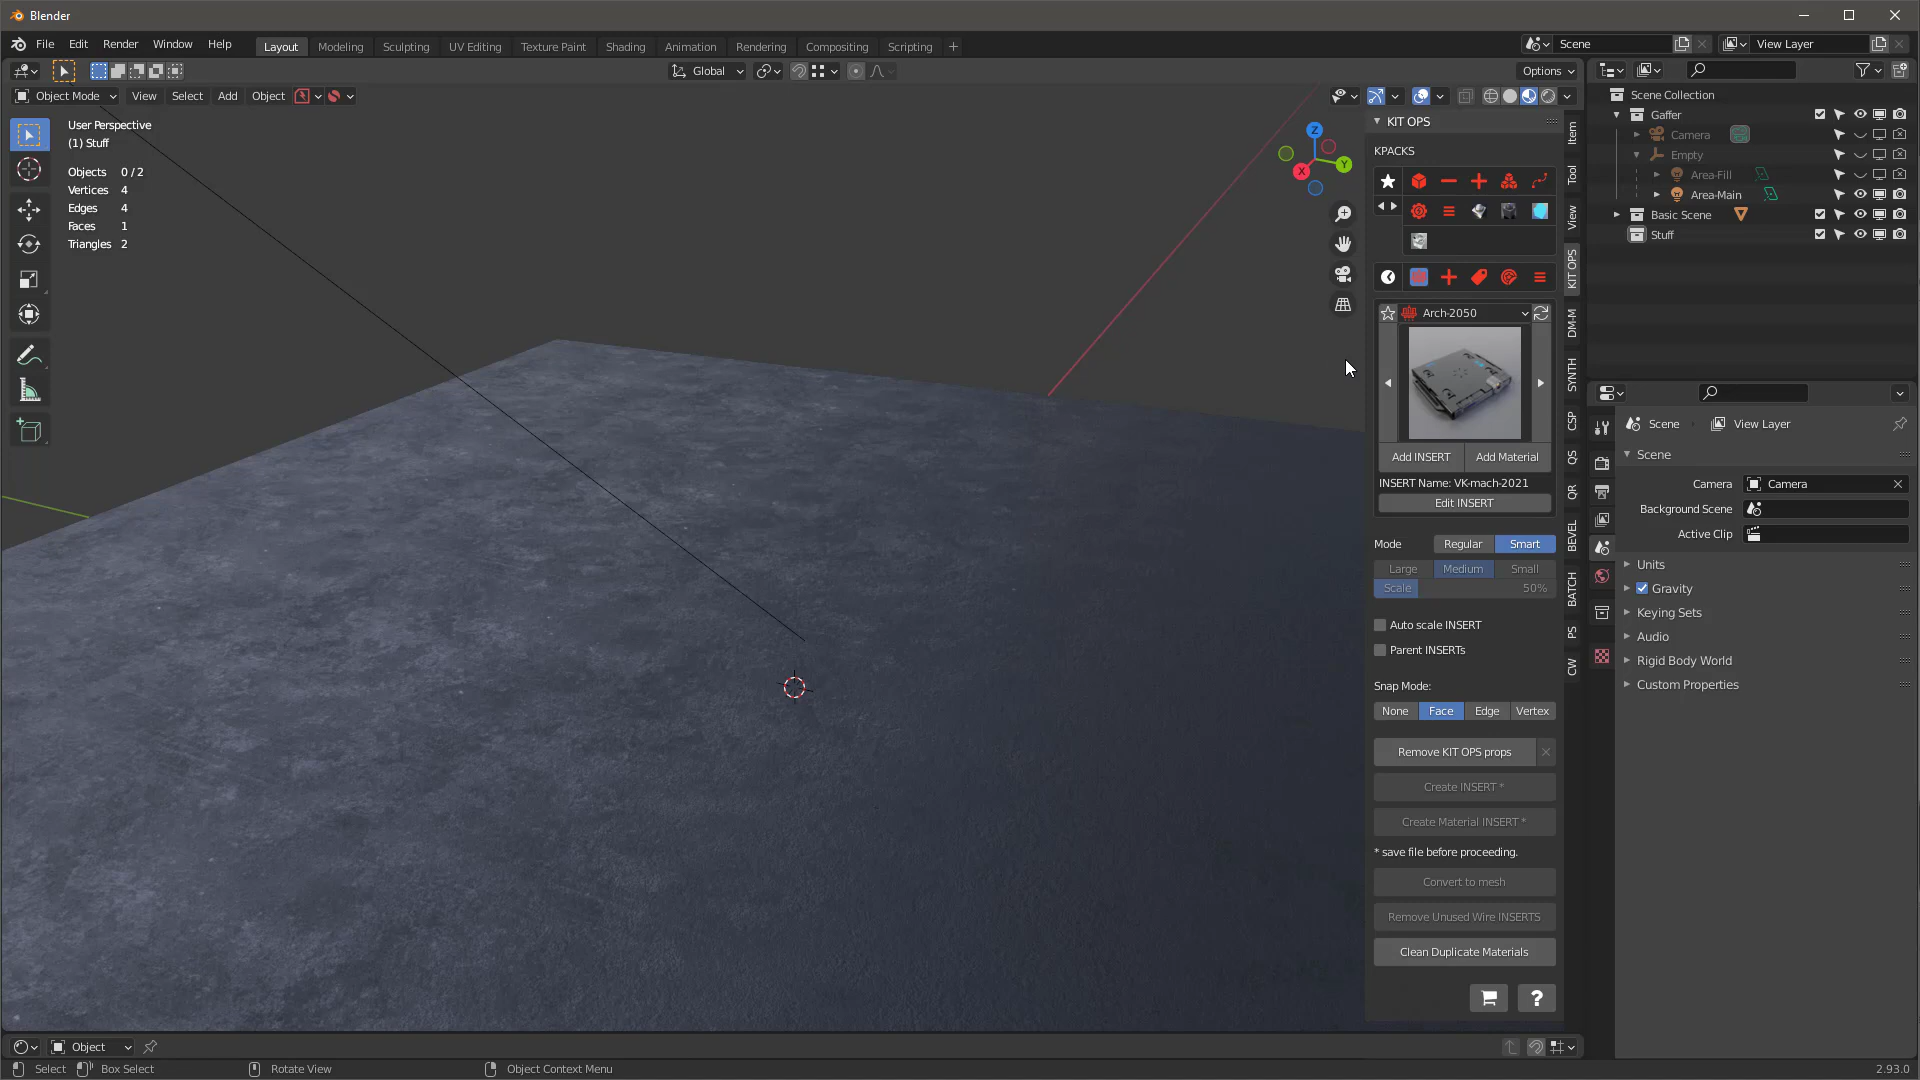 Blender
File Edit Render Window Help
Layout Modeling Sculpting UV Editing Texture Paint Shading Animation Rendering Compositing Scripting +
Scene View Layer
Global Options
Object Mode View Select Add Object
User Perspective
(1) Stuff
Objects 0 / 2
Vertices 4
Edges 4
Faces 1
Triangles 2
Z
Y
X
KIT OPS
KPACKS
Arch-2050
Add INSERT Add Material
INSERT Name: VK-mach-2021
Edit INSERT
Mode Regular Smart
Large Medium Small
Scale 50%
Auto scale INSERT
Parent INSERTs
Snap Mode:
None Face Edge Vertex
Remove KIT OPS props
Create INSERT *
Create Material INSERT *
* save file before proceeding.
Convert to mesh
Remove Unused Wire INSERTS
Clean Duplicate Materials
?
Item
Tool
View
KIT OPS
DM-M
SYNTH
CSP
QS
QR
BEVEL
BATCH
PS
CW
Scene Collection
Gaffer
Camera
Empty
Area-Fill
Area-Main
Basic Scene
Stuff
Scene View Layer
Scene
Camera Camera
Background Scene
Active Clip
Units
Gravity
Keying Sets
Audio
Rigid Body World
Custom Properties
Object
Select Box Select Rotate View Object Context Menu 2.93.0